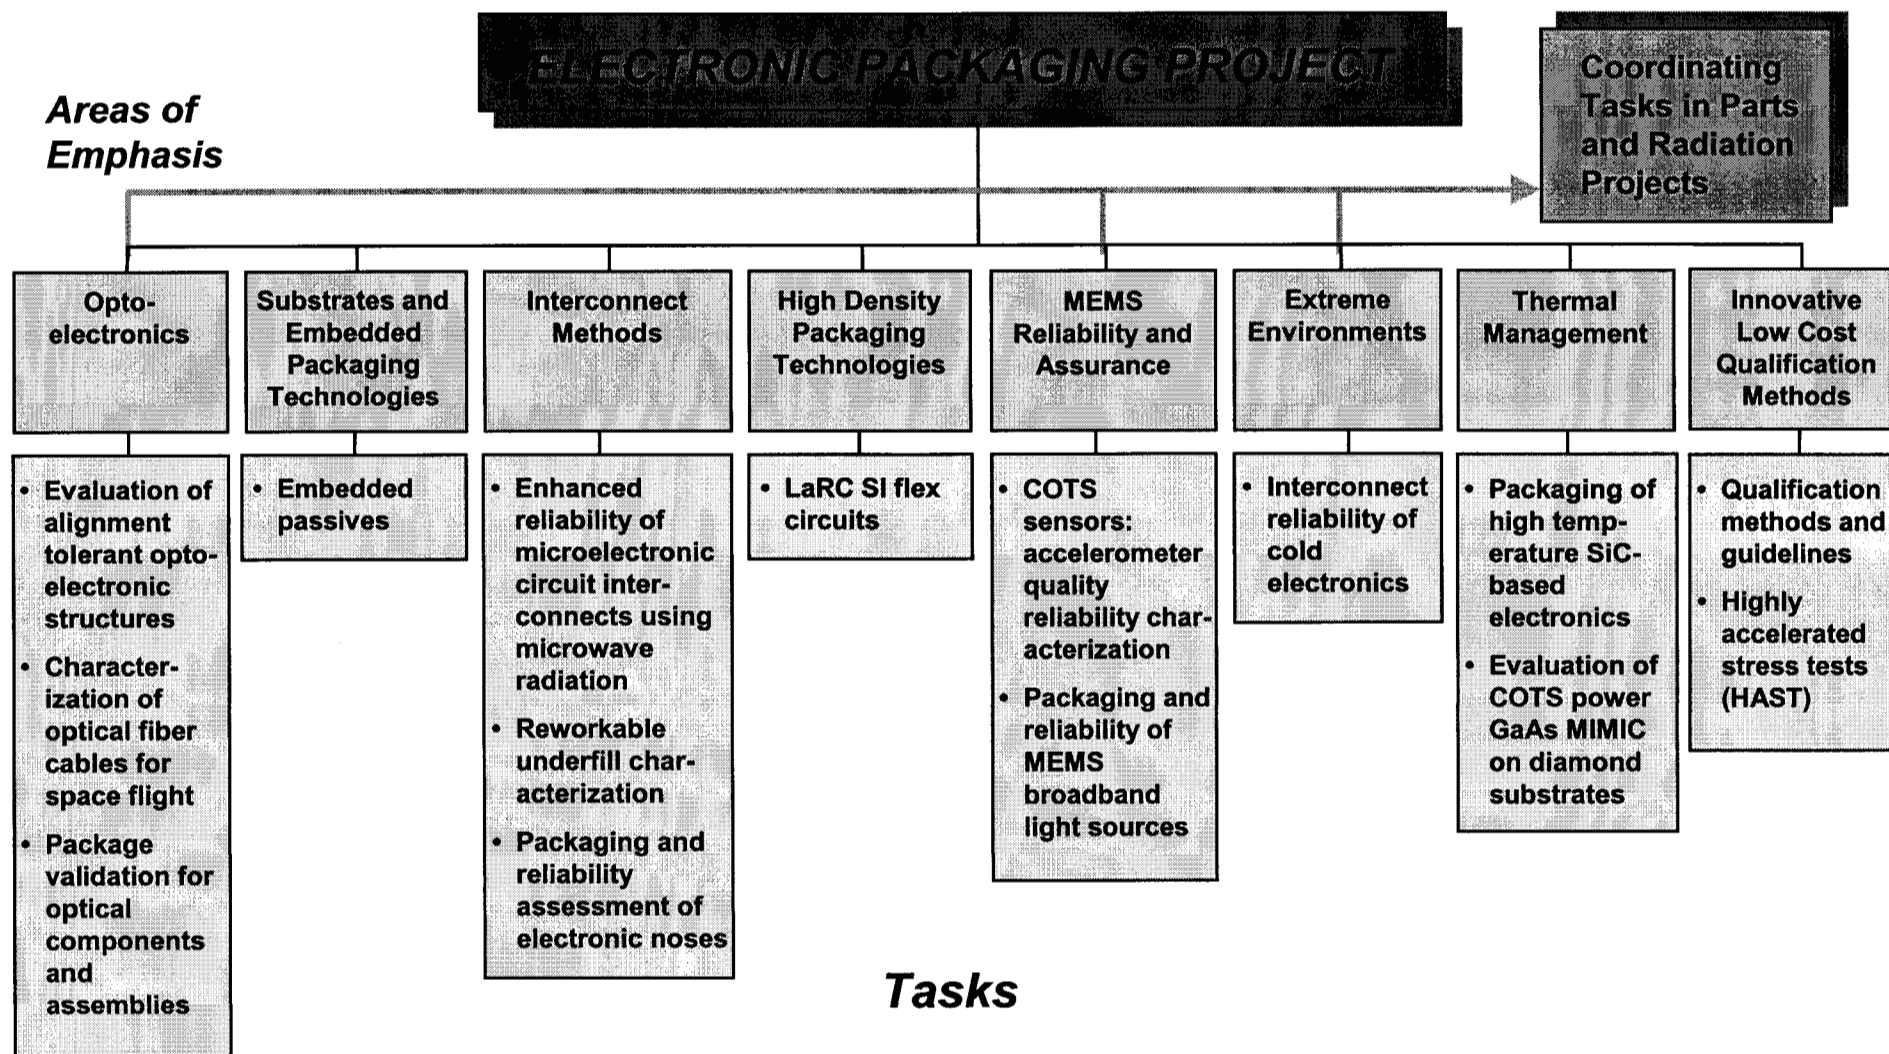 ELECTRONIC PACKAGING PROJECT
Coordinating
Tasks in Parts
and Radiation
Projects
Areas of
Emphasis
Opto-
electronics
Substrates and
Embedded
Packaging
Technologies
Interconnect
Methods
High Density
Packaging
Technologies
MEMS
Reliability and
Assurance
Extreme
Environments
Thermal
Management
Innovative
Low Cost
Qualification
Methods
• Evaluation of
alignment
tolerant opto-
electronic
structures
• Character-
ization of
optical fiber
cables for
space flight
• Package
validation for
optical
components
and
assemblies
• Embedded
passives
• Enhanced
reliability of
microelectronic
circuit inter-
connects using
microwave
radiation
• Reworkable
underfill char-
acterization
• Packaging and
reliability
assessment of
electronic noses
• LaRC SI flex
circuits
• COTS
sensors:
accelerometer
quality
reliability char-
acterization
• Packaging and
reliability of
MEMS
broadband
light sources
• Interconnect
reliability of
cold
electronics
• Packaging of
high temp-
erature SiC-
based
electronics
• Evaluation of
COTS power
GaAs MIMIC
on diamond
substrates
• Qualification
methods and
guidelines
• Highly
accelerated
stress tests
(HAST)
Tasks